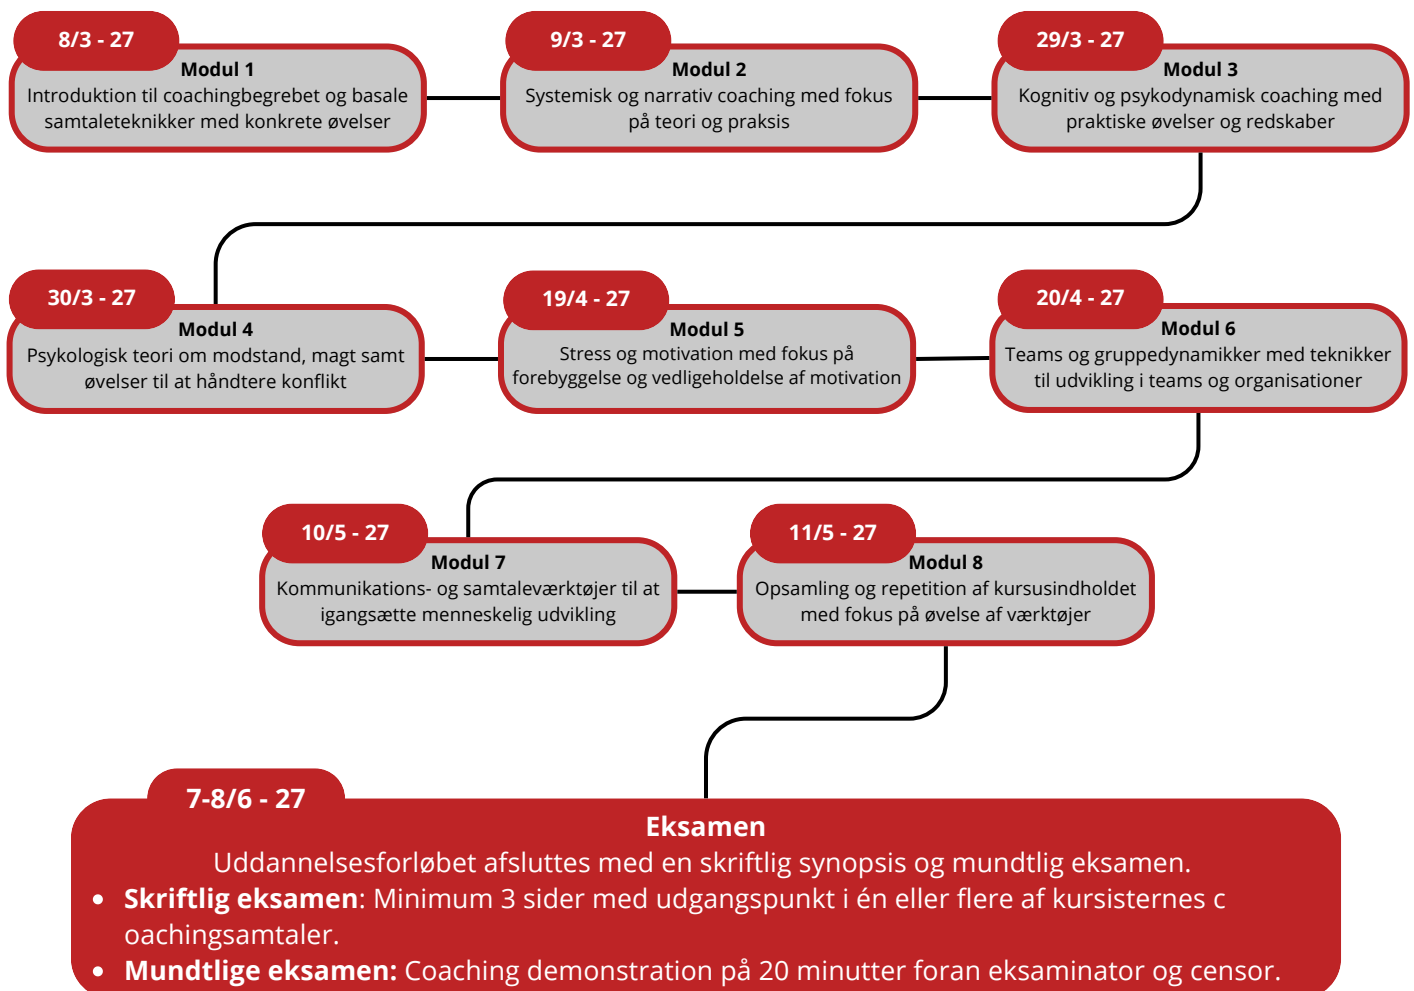 8/3 - 27
Modul 1
Introduktion til coachingbegrebet og basale
samtaleteknikker med konkrete øvelser
9/3 - 27
Modul 2
Systemisk og narrativ coaching med fokus
på teori og praksis
29/3 - 27
Modul 3
Kognitiv og psykodynamisk coaching med
praktiske øvelser og redskaber
30/3 - 27
Modul 4
Psykologisk teori om modstand, magt samt
øvelser til at håndtere konflikt
19/4 - 27
Modul 5
Stress og motivation med fokus på
forebyggelse og vedligeholdelse af motivation
20/4 - 27
Modul 6
Teams og gruppedynamikker med teknikker
til udvikling i teams og organisationer
10/5 - 27
Modul 7
Kommunikations- og samtaleværktøjer til at
igangsætte menneskelig udvikling
11/5 - 27
Modul 8
Opsamling og repetition af kursusindholdet
med fokus på øvelse af værktøjer
7-8/6 - 27
Eksamen
Uddannelsesforløbet afsluttes med en skriftlig synopsis og mundtlig eksamen.
• Skriftlig eksamen: Minimum 3 sider med udgangspunkt i én eller flere af kursisternes c
oachingsamtaler.
• Mundtlige eksamen: Coaching demonstration på 20 minutter foran eksaminator og censor.